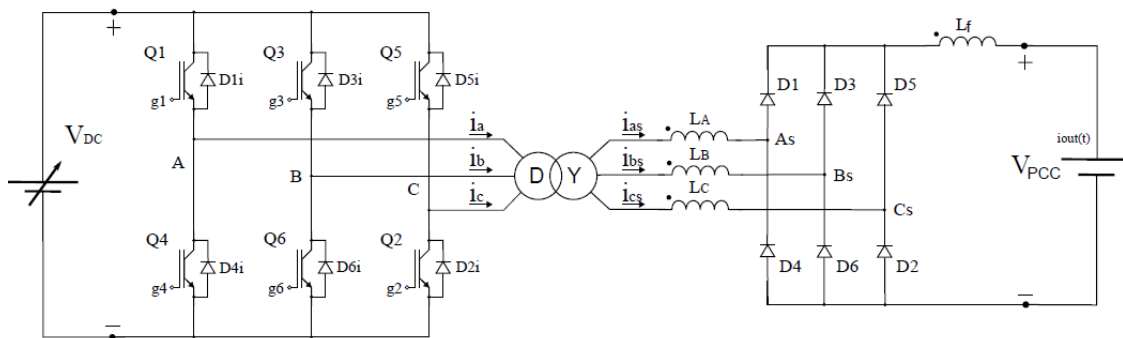 +
Q1
D1i
g1
Q3
D3i
g3
Q5
D5i
g5
VDC
A
B
C
ia
ib
ic
D Y
ias
ibs
ics
LA
LB
LC
As
Bs
Cs
D1
D3
D5
Lf
+
iout(t)
VPCC
Q4
D4i
g4
Q6
D6i
g6
Q2
D2i
g2
D4
D6
D2
−
−